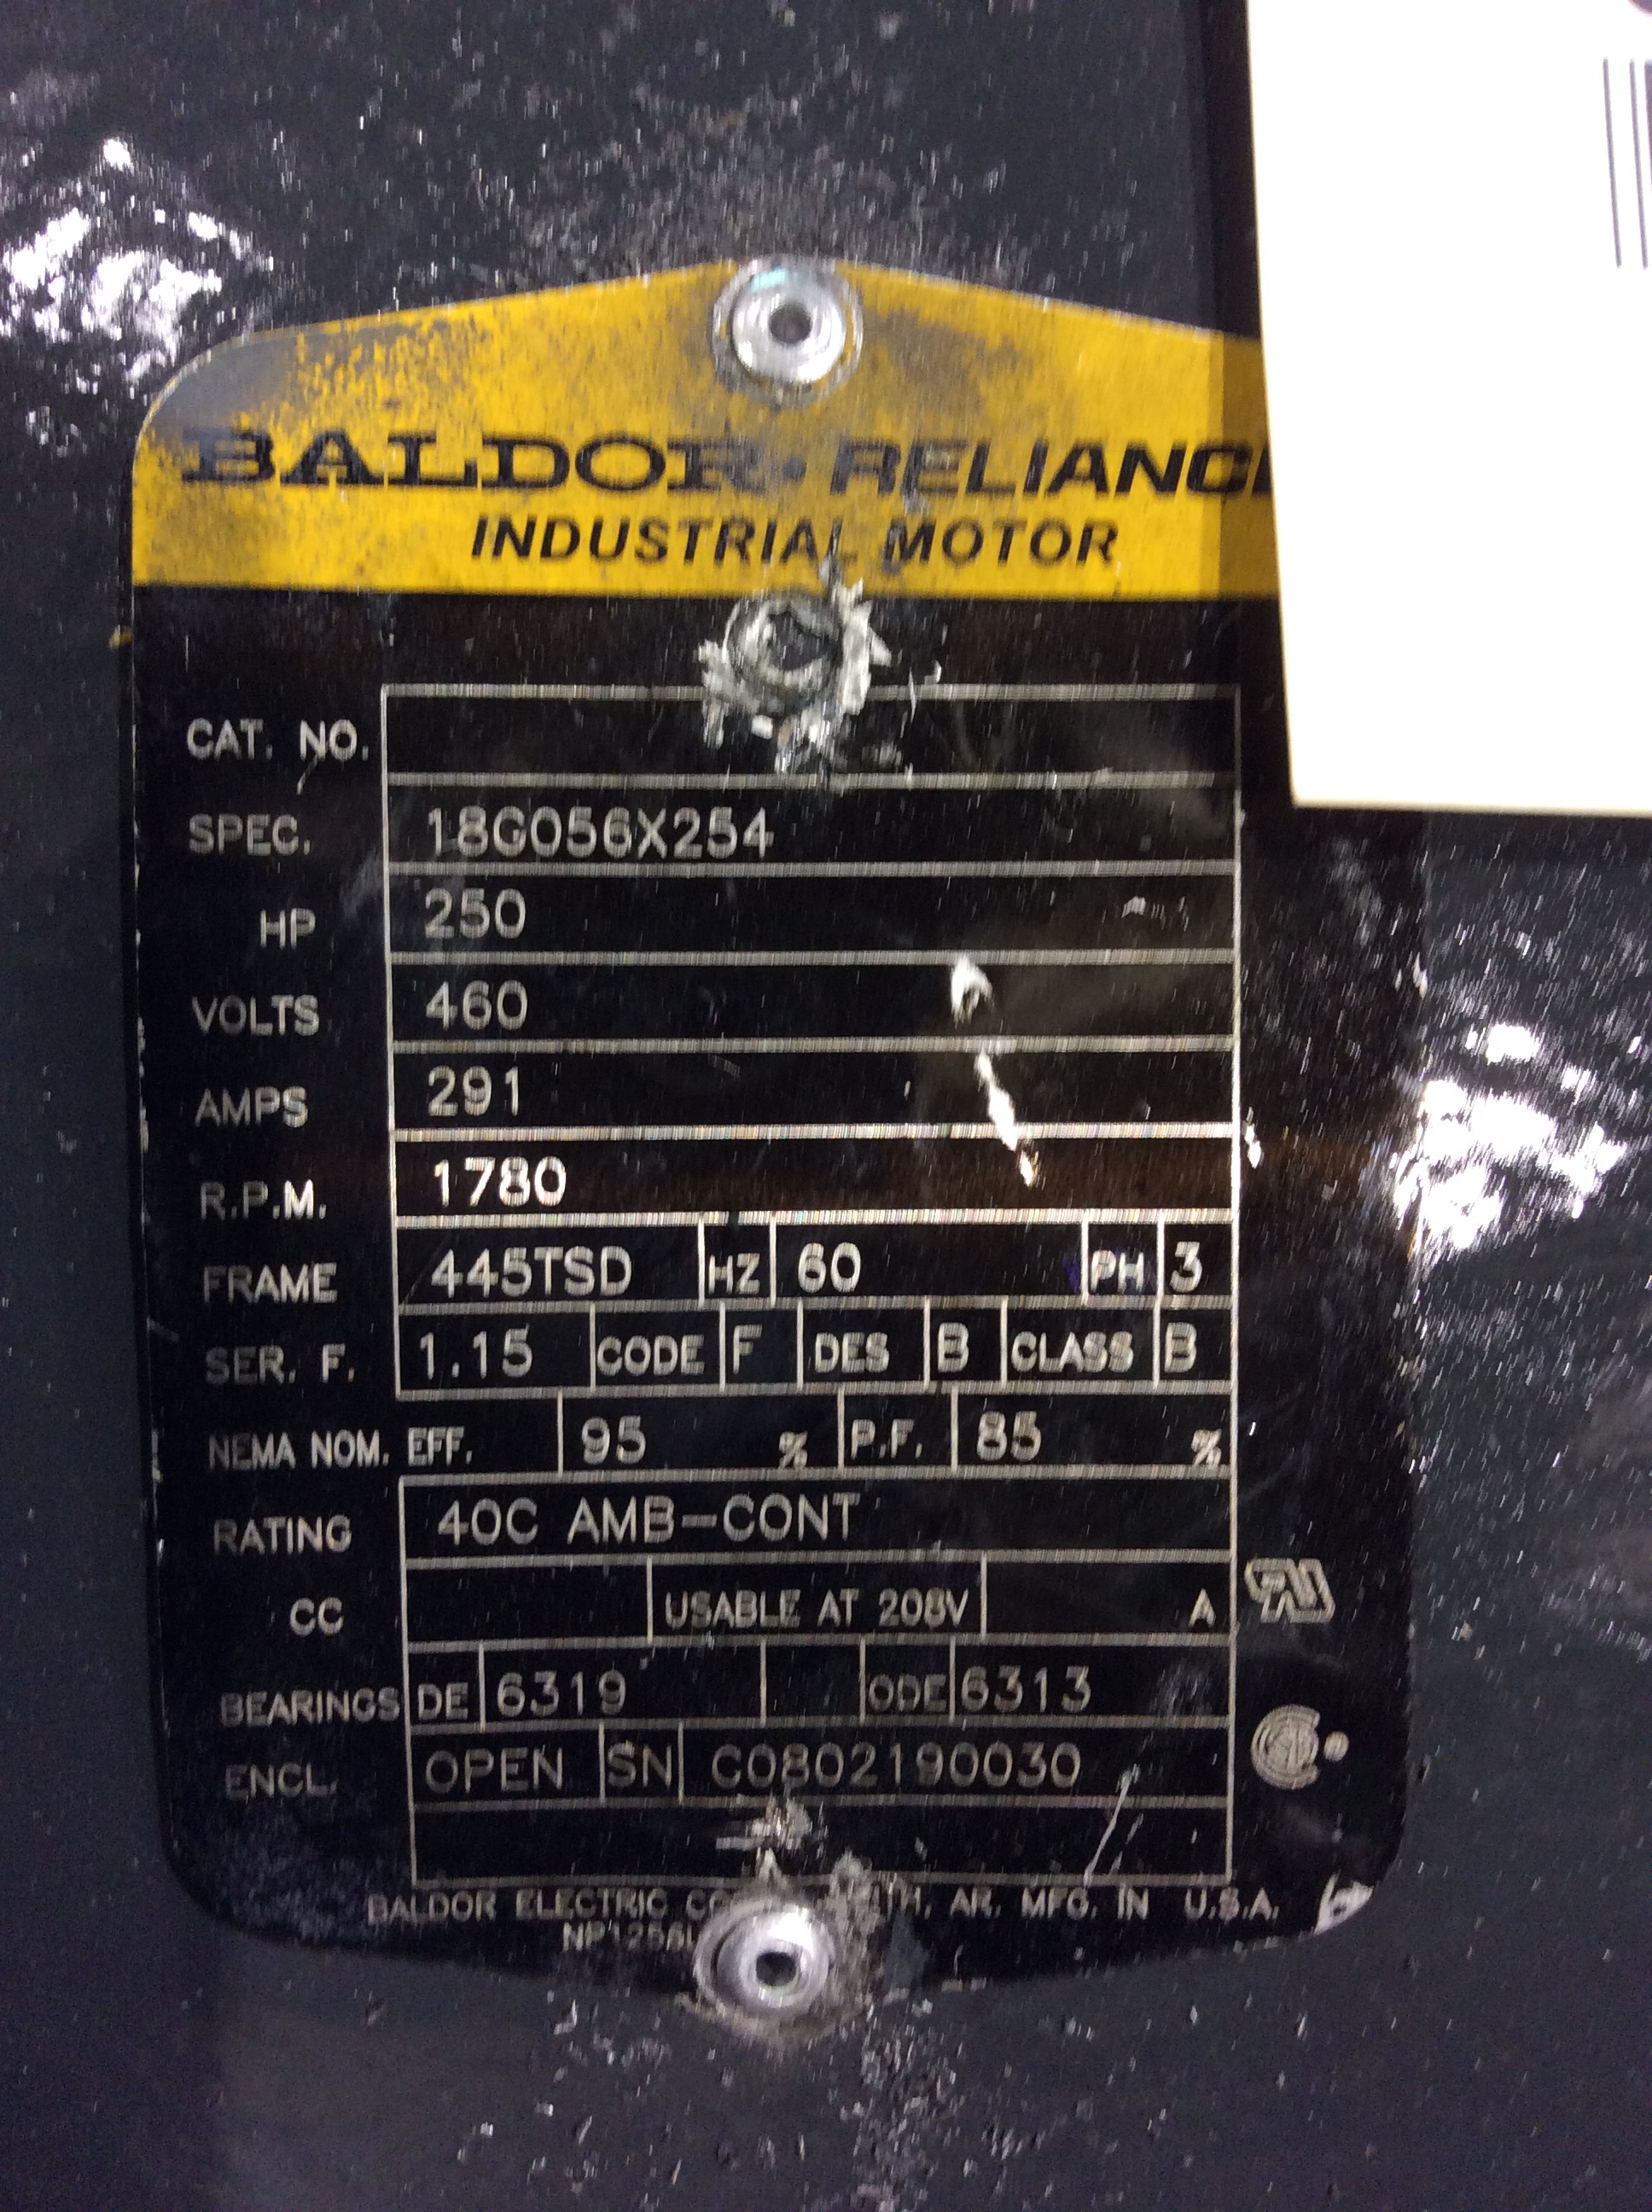 BALDOR • RELIANC
INDUSTRIAL MOTOR
CAT. NO.
SPEC. 18G056X254
HP 250
VOLTS 460
AMPS 291
R.P.M. 1780
FRAME 445TSD HZ 60 PH 3
SER. F. 1.15 CODE F DES B CLASS B
NEMA NOM. EFF. 95 % P.F. 85 %
RATING 40C AMB-CONT
CC USABLE AT 208V A
BEARINGS DE 6319 ODE 6313
ENCL. OPEN SN C0802190030
BALDOR ELECTRIC AR. MFG. IN U.S.A.